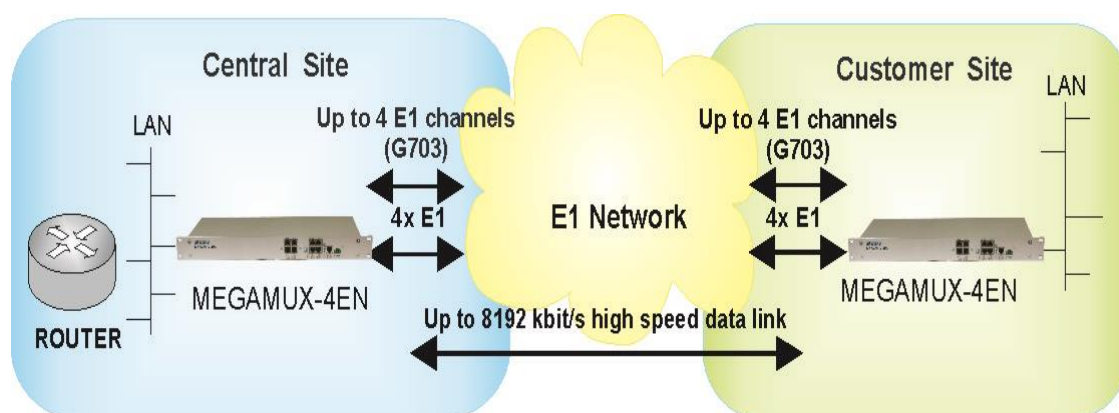 Central Site
LAN
Up to 4 E1 channels
(G703)
4x E1
MEGAMUX-4EN
ROUTER
E1 Network
Up to 8192 kbit/s high speed data link
Customer Site
LAN
Up to 4 E1 channels
(G703)
4x E1
MEGAMUX-4EN